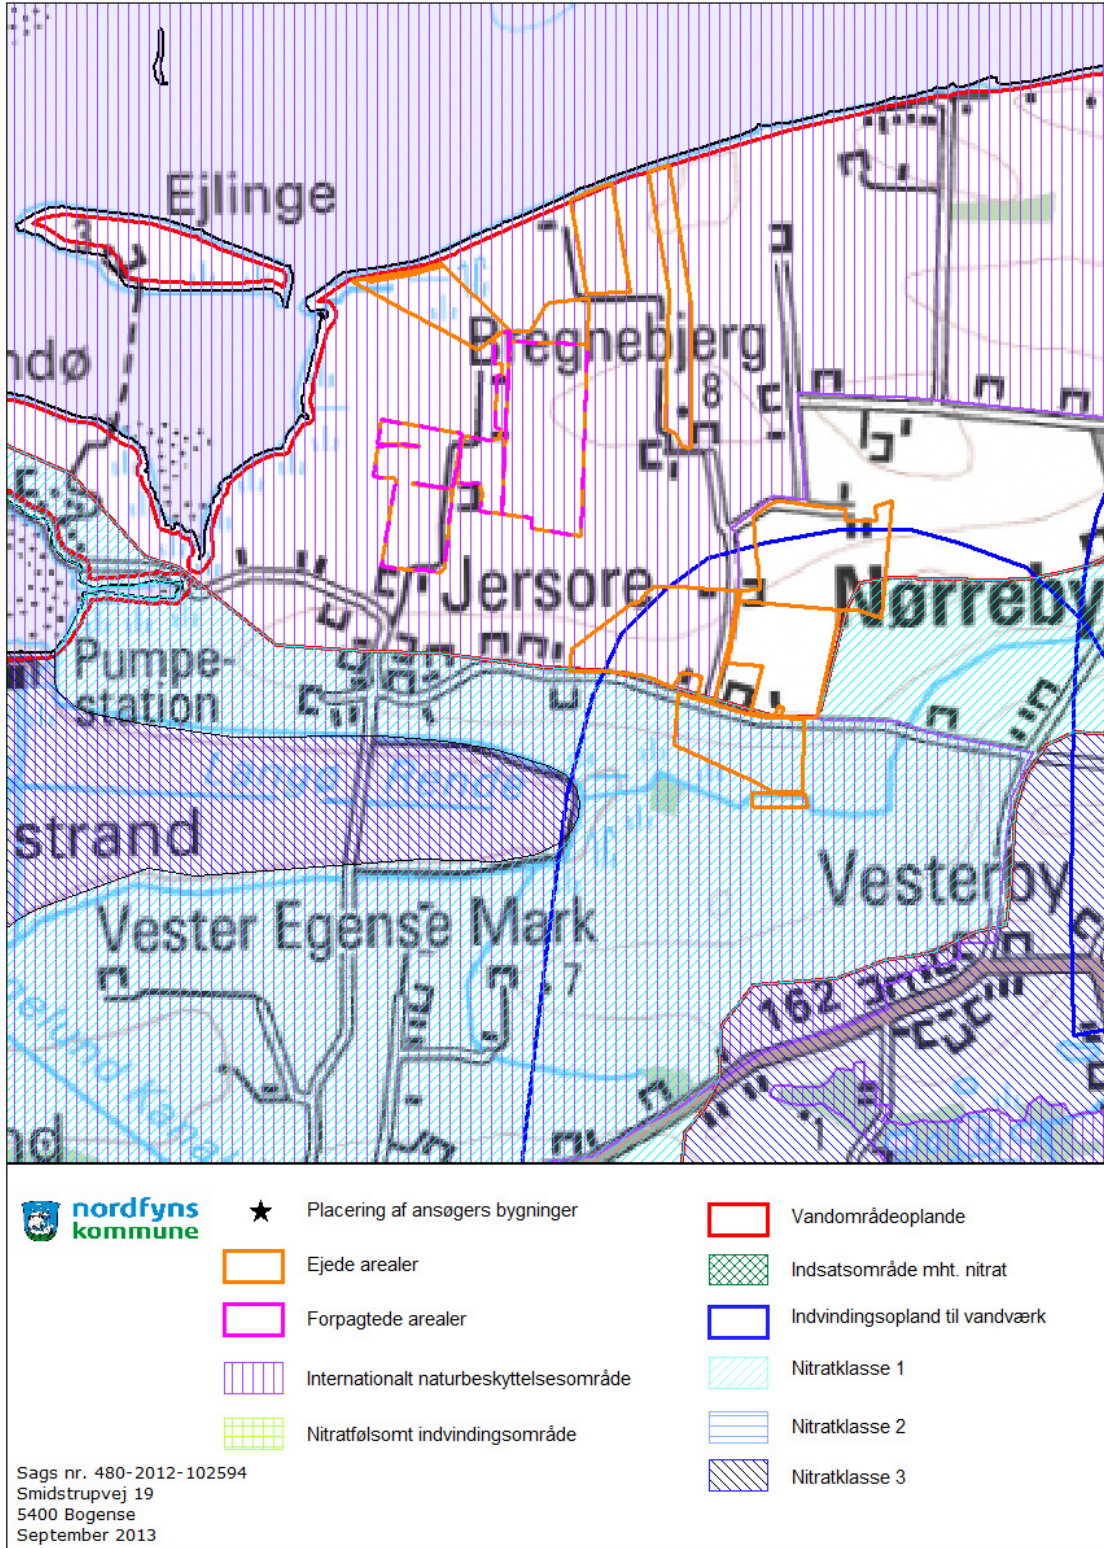 Ejlinge
3
ndø
Bregnebjerg
8
Jersore
Nørreby
Pumpe-
station
strand
Vesterby
Vester Egense Mark
7
162
1
nordfyns
kommune
Placering af ansøgers bygninger
Ejede arealer
Forpagtede arealer
Internationalt naturbeskyttelsesområde
Nitratfølsomt indvindingsområde
Vandområdeoplande
Indsatsområde mht. nitrat
Indvindingsopland til vandværk
Nitratklasse 1
Nitratklasse 2
Nitratklasse 3
Sags nr. 480-2012-102594
Smidstrupvej 19
5400 Bogense
September 2013